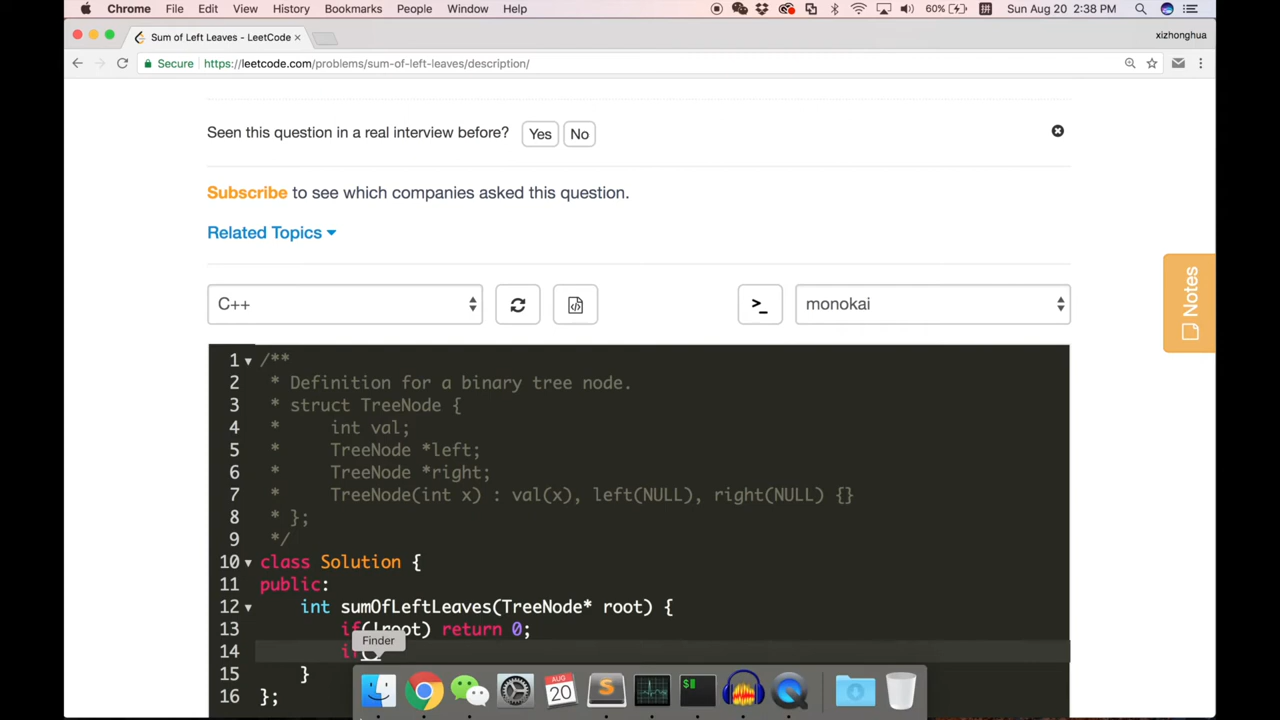 Chrome File Edit View History Bookmarks People Window Help 60% Sun Aug 20 2:38 PM
Sum of Left Leaves - LeetCode × xizhonghua
Secure https://leetcode.com/problems/sum-of-left-leaves/description/
Seen this question in a real interview before? Yes No
Subscribe to see which companies asked this question.
Related Topics
C++ >_ monokai
Notes
1 /**
2 * Definition for a binary tree node.
3 * struct TreeNode {
4 * int val;
5 * TreeNode *left;
6 * TreeNode *right;
7 * TreeNode(int x) : val(x), left(NULL), right(NULL) {}
8 * };
9 */
10 class Solution {
11 public:
12 int sumOfLeftLeaves(TreeNode* root) {
13 if(!root) return 0;
Finder
14 if(
15 }
16 };
AUG
20